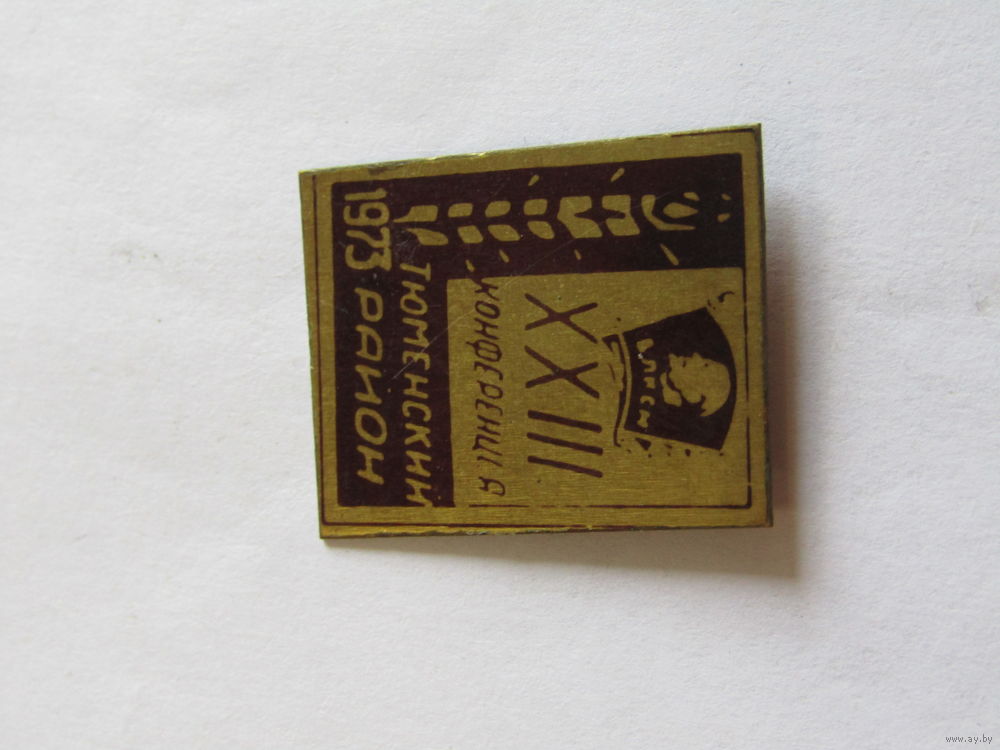 ВЛКСМ
XXIII
КОНФЕРЕНЦИЯ
ТЮМЕНСКИЙ
1973 РАЙОН
www.ay.by